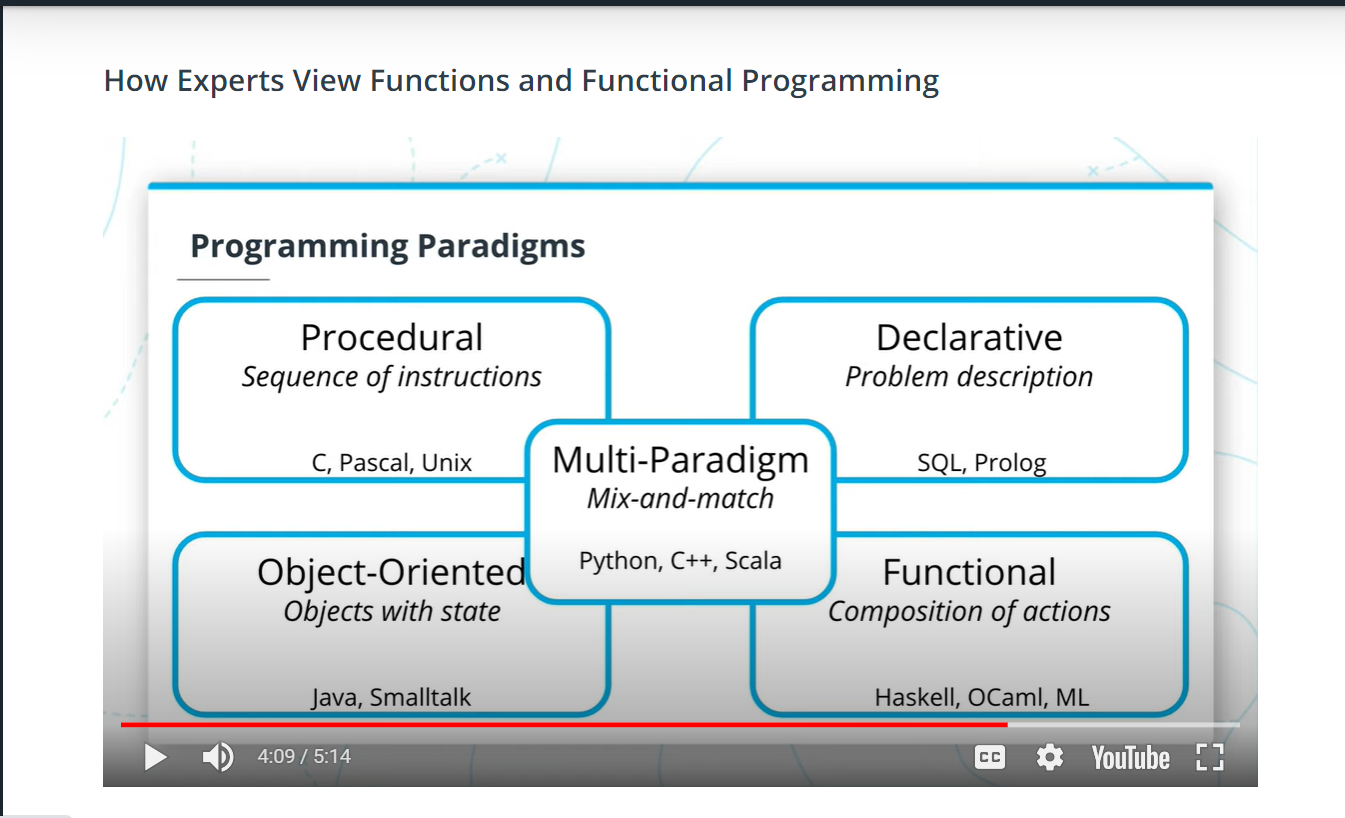 How Experts View Functions and Functional Programming
Programming Paradigms
Procedural
Sequence of instructions
C, Pascal, Unix
Declarative
Problem description
SQL, Prolog
Multi-Paradigm
Mix-and-match
Python, C++, Scala
Object-Oriented
Objects with state
Java, Smalltalk
Functional
Composition of actions
Haskell, OCaml, ML
4:09 / 5:14
CC
YouTube